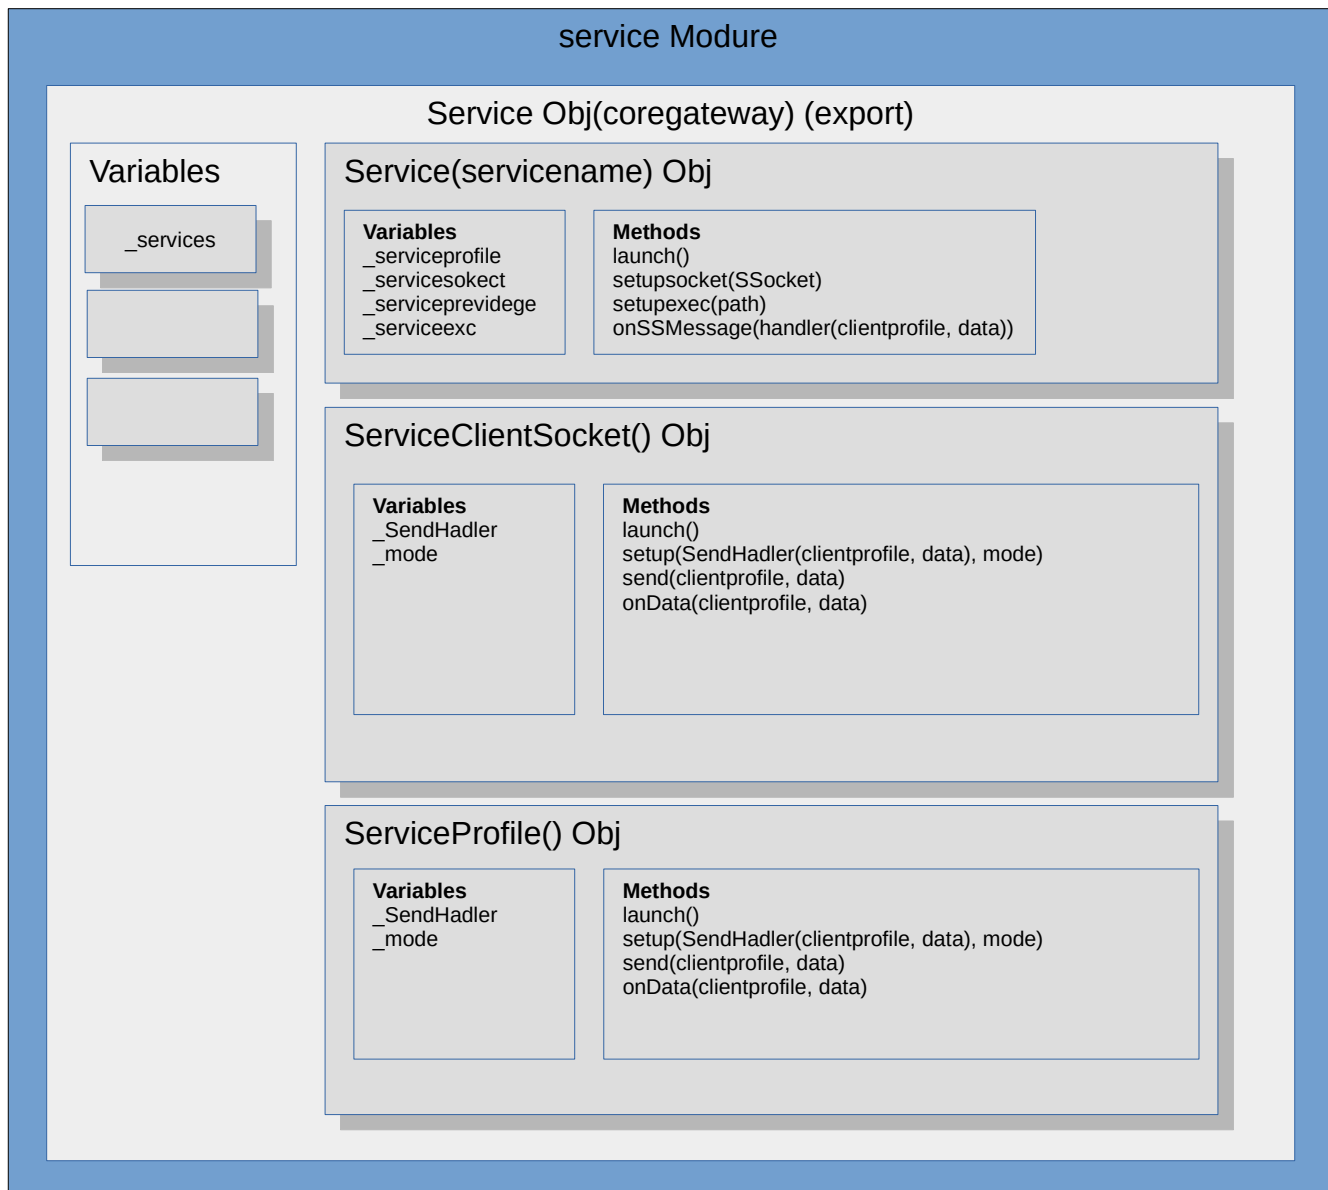 service Modure
Service Obj(coregateway) (export)
Variables
_services
Service(servicename) Obj
Variables
_serviceprofile
_servicesokect
_serviceprevidege
_serviceexc
Methods
launch()
setupsocket(SSocket)
setupexec(path)
onSSMessage(handler(clientprofile, data))
ServiceClientSocket() Obj
Variables
_SendHadler
_mode
Methods
launch()
setup(SendHadler(clientprofile, data), mode)
send(clientprofile, data)
onData(clientprofile, data)
ServiceProfile() Obj
Variables
_SendHadler
_mode
Methods
launch()
setup(SendHadler(clientprofile, data), mode)
send(clientprofile, data)
onData(clientprofile, data)